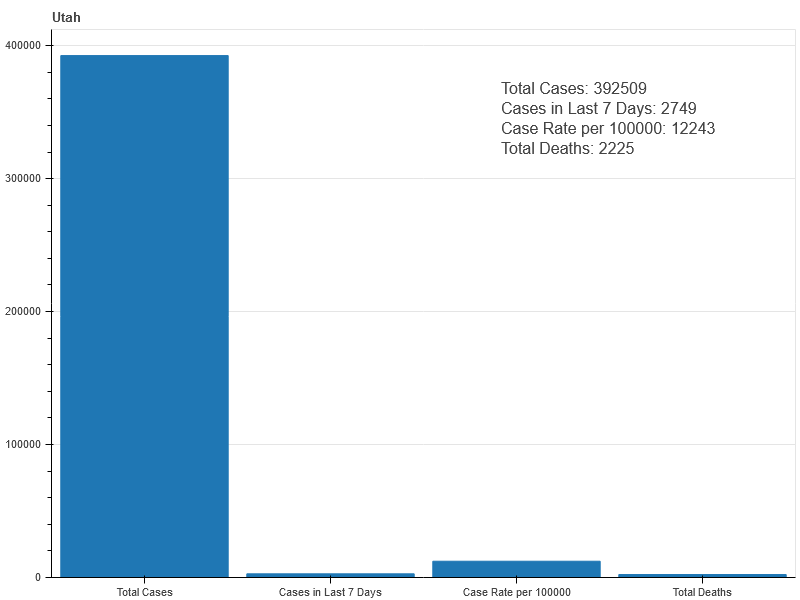 Utah
400000
Total Cases: 392509
Cases in Last 7 Days: 2749
Case Rate per 100000: 12243
Total Deaths: 2225
300000
200000
100000
0
Total Cases
Cases in Last 7 Days
Case Rate per 100000
Total Deaths